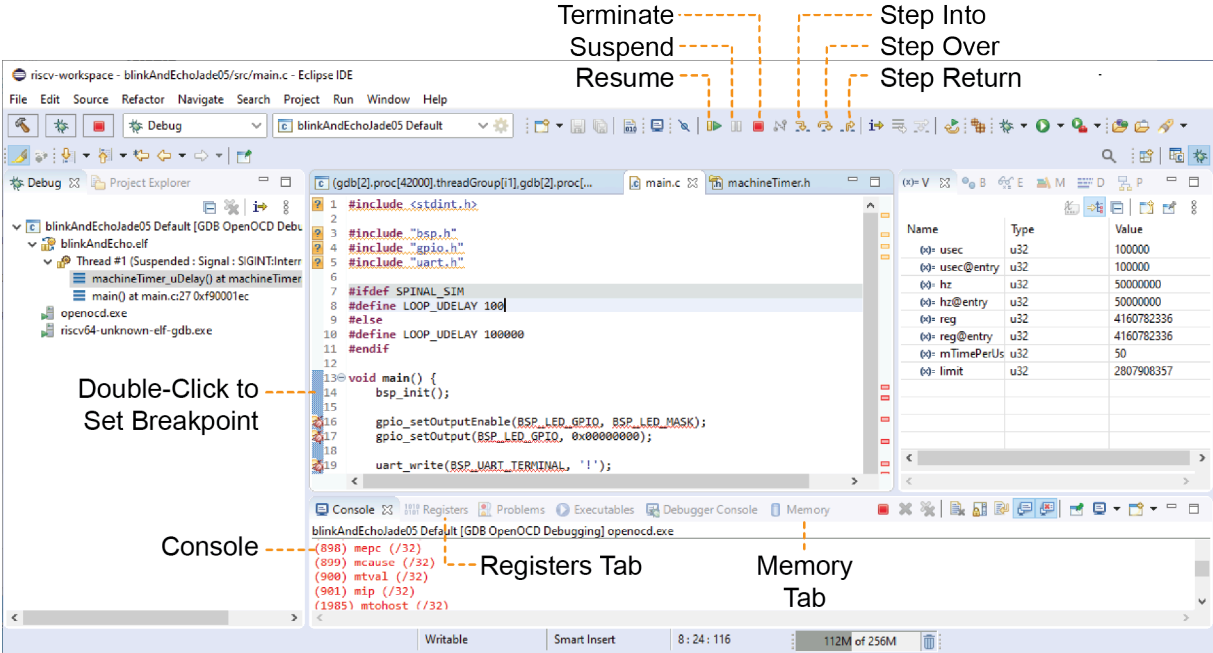 Terminate
Suspend
Resume
Step Into
Step Over
Step Return
riscv-workspace - blinkAndEchoJade05/src/main.c - Eclipse IDE
File Edit Source Refactor Navigate Search Project Run Window Help
Debug
blinkAndEchoJade05 Default
Debug
Project Explorer
blinkAndEchoJade05 Default [GDB OpenOCD Debu
blinkAndEcho.elf
Thread #1 (Suspended : Signal : SIGINT:Interr
machineTimer_uDelay() at machineTimer
main() at main.c:27 0xf90001ec
openocd.exe
riscv64-unknown-elf-gdb.exe
Double-Click to
Set Breakpoint
(gdb[2].proc[42000].threadGroup[i1],gdb[2].proc[...
main.c
machineTimer.h
1 #include <stdint.h>
2
3 #include "bsp.h"
4 #include "gpio.h"
5 #include "uart.h"
6
7 #ifdef SPINAL_SIM
8 #define LOOP_UDELAY 100
9 #else
10 #define LOOP_UDELAY 100000
11 #endif
12
13 void main() {
14 bsp_init();
15
16 gpio_setOutputEnable(BSP_LED_GPIO, BSP_LED_MASK);
17 gpio_setOutput(BSP_LED_GPIO, 0x00000000);
18
19 uart_write(BSP_UART_TERMINAL, '!');
(x)= V B E M D P
Name Type Value
(x)= usec u32 100000
(x)= usec@entry u32 100000
(x)= hz u32 50000000
(x)= hz@entry u32 50000000
(x)= reg u32 4160782336
(x)= reg@entry u32 4160782336
(x)= mTimePerUs u32 50
(x)= limit u32 2807908357
Console Registers Problems Executables Debugger Console Memory
blinkAndEchoJade05 Default [GDB OpenOCD Debugging] openocd.exe
(898) mepc (/32)
(899) mcause (/32)
(900) mtval (/32)
(901) mip (/32)
(1985) mtohost (/32)
Console
Registers Tab
Memory
Tab
Writable
Smart Insert
8 : 24 : 116
112M of 256M